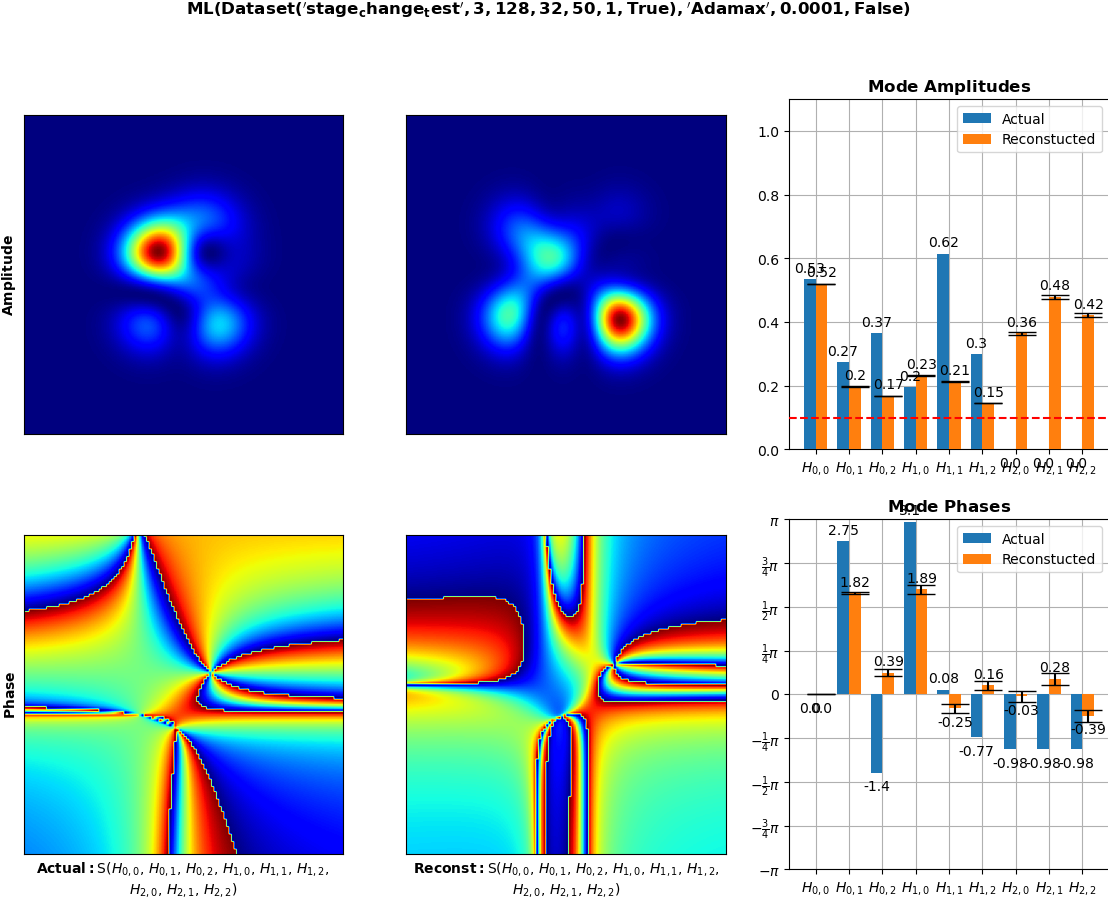 ML(Dataset('stage_change_test', 3, 128, 32, 50, 1, True), 'Adamax', 0.0001, False)
Amplitude
Mode Amplitudes
Actual
Reconstucted
1.0
0.8
0.6
0.4
0.2
0.0
0.53
0.52
0.27
0.2
0.37
0.17
0.2
0.23
0.62
0.21
0.3
0.15
0.0
0.36
0.0
0.48
0.0
0.42
H0,0 H0,1 H0,2 H1,0 H1,1 H1,2 H2,0 H2,1 H2,2
Phase
Mode Phases
Actual
Reconstucted
π
3/4π
1/2π
1/4π
0
−1/4π
−1/2π
−3/4π
−π
0.0
0.0
2.75
1.82
-1.4
0.39
3.1
1.89
0.08
-0.25
-0.77
0.16
-0.98
-0.03
-0.98
0.28
-0.98
-0.39
H0,0 H0,1 H0,2 H1,0 H1,1 H1,2 H2,0 H2,1 H2,2
Actual: S(H0,0, H0,1, H0,2, H1,0, H1,1, H1,2,
H2,0, H2,1, H2,2)
Reconst: S(H0,0, H0,1, H0,2, H1,0, H1,1, H1,2,
H2,0, H2,1, H2,2)